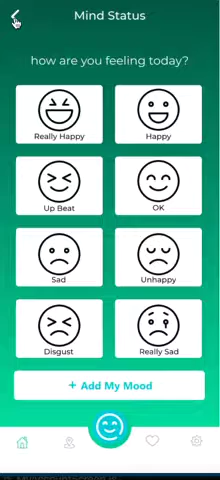 Mind Status
how are you feeling today?
Really Happy
Happy
Up Beat
OK
Sad
Unhappy
Disgust
Really Sad
+ Add My Mood